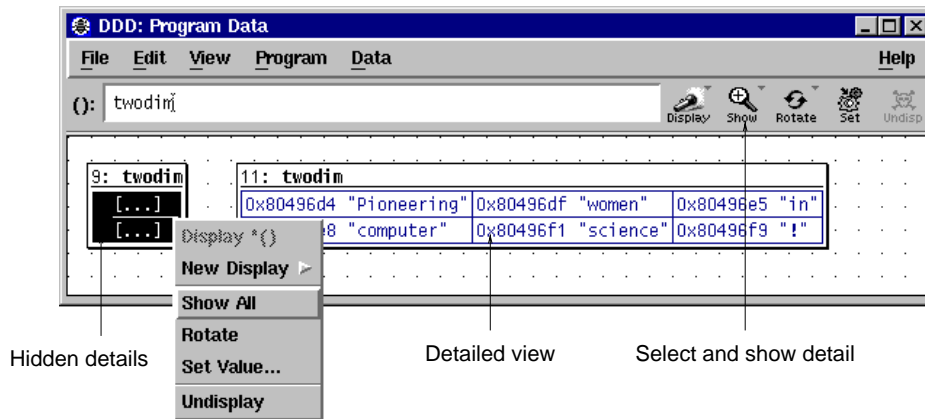 DDD: Program Data
File Edit View Program Data Help
(): twodim
Display Show Rotate Set Undisp
9: twodim
[...]
[...]
11: twodim
0x80496d4 "Pioneering" 0x80496df "women" 0x80496e5 "in"
e8 "computer" 0x80496f1 "science" 0x80496f9 "!"
Display *()
New Display
Show All
Rotate
Set Value...
Undisplay
Hidden details
Detailed view
Select and show detail